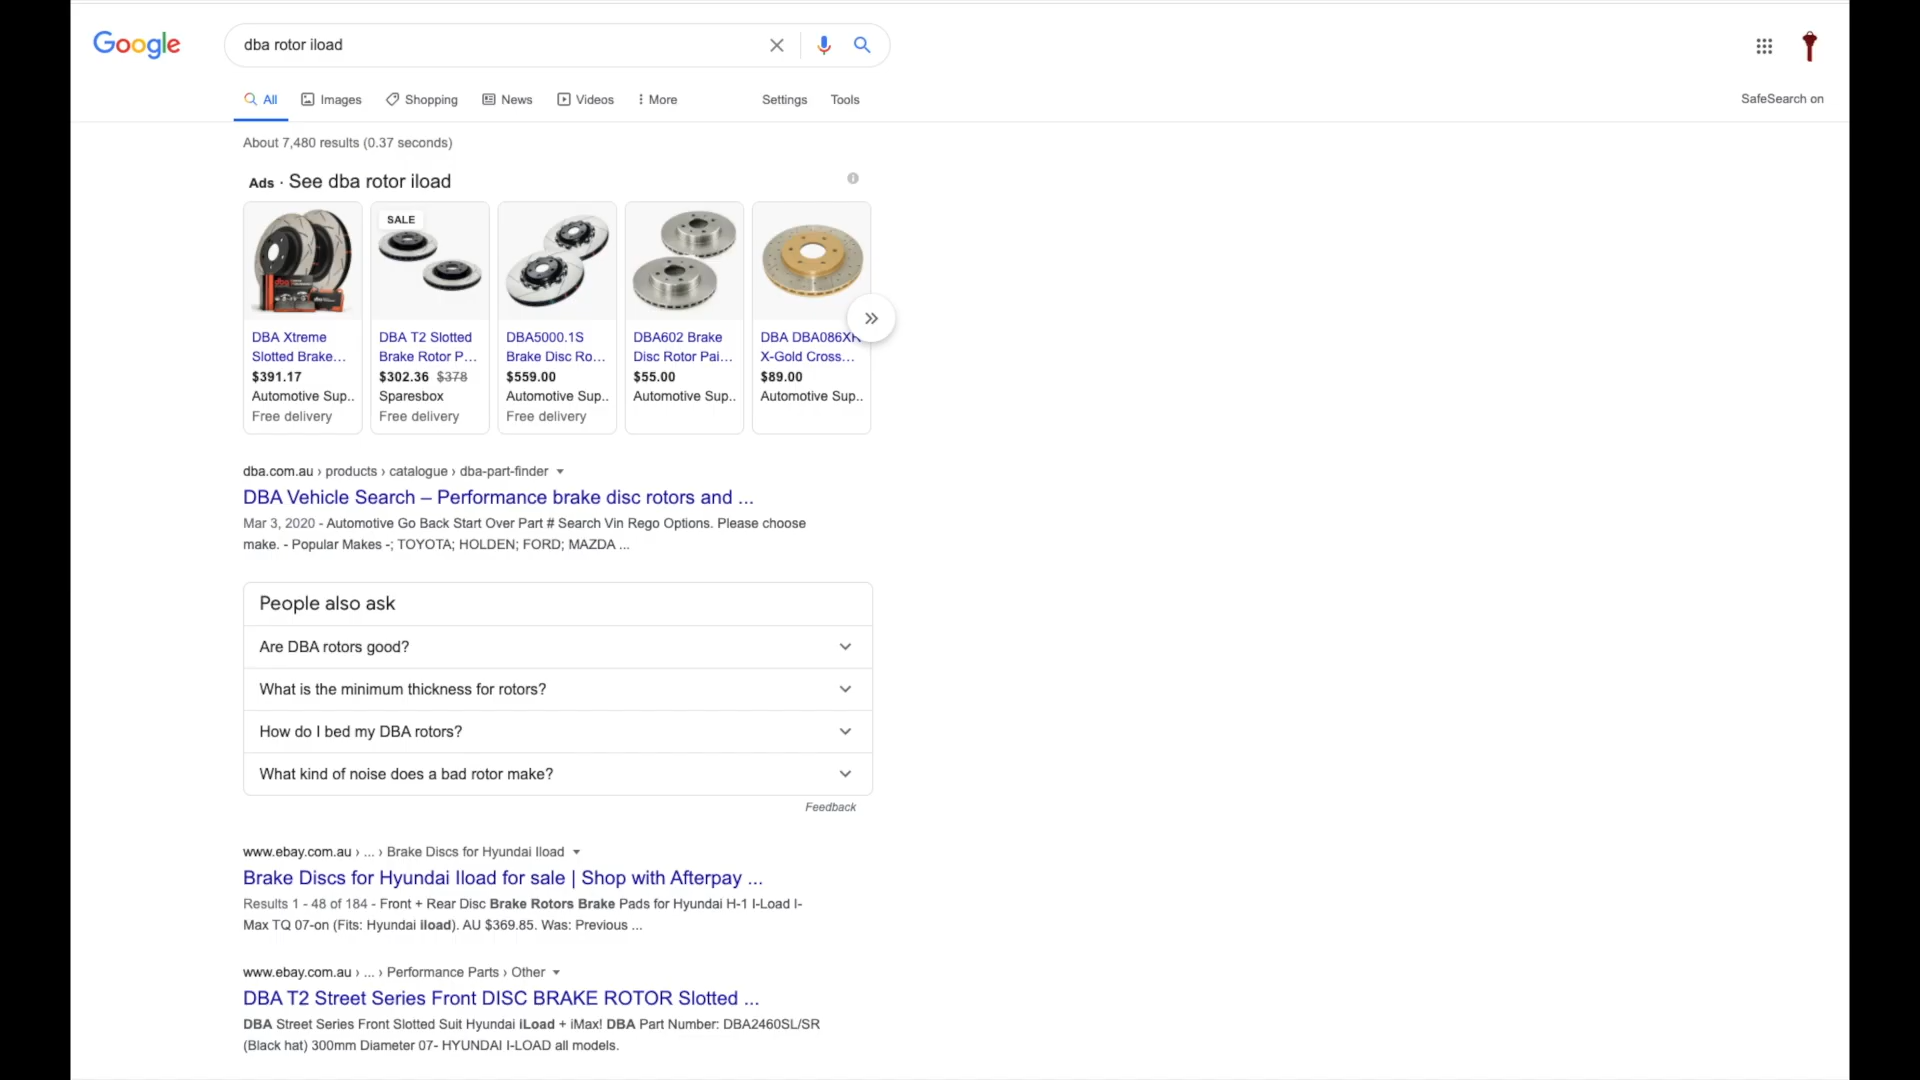 Google
dba rotor iload
All
Images
Shopping
News
Videos
More
Settings
Tools
SafeSearch on
About 7,480 results (0.37 seconds)
Ads · See dba rotor iload
DBA Xtreme
Slotted Brake...
$391.17
Automotive Sup..
Free delivery
SALE
DBA T2 Slotted
Brake Rotor P...
$302.36 $378
Sparesbox
Free delivery
DBA5000.1S
Brake Disc Ro...
$559.00
Automotive Sup..
Free delivery
DBA602 Brake
Disc Rotor Pai...
$55.00
Automotive Sup..
DBA DBA086XR
X-Gold Cross...
$89.00
Automotive Sup..
dba.com.au › products › catalogue › dba-part-finder
DBA Vehicle Search – Performance brake disc rotors and ...
Mar 3, 2020 - Automotive Go Back Start Over Part # Search Vin Rego Options. Please choose
make. - Popular Makes -; TOYOTA; HOLDEN; FORD; MAZDA ...
People also ask
Are DBA rotors good?
What is the minimum thickness for rotors?
How do I bed my DBA rotors?
What kind of noise does a bad rotor make?
Feedback
www.ebay.com.au › ... › Brake Discs for Hyundai Iload
Brake Discs for Hyundai Iload for sale | Shop with Afterpay ...
Results 1 - 48 of 184 - Front + Rear Disc Brake Rotors Brake Pads for Hyundai H-1 I-Load I-
Max TQ 07-on (Fits: Hyundai iload). AU $369.85. Was: Previous ...
www.ebay.com.au › ... › Performance Parts › Other
DBA T2 Street Series Front DISC BRAKE ROTOR Slotted ...
DBA Street Series Front Slotted Suit Hyundai iLoad + iMax! DBA Part Number: DBA2460SL/SR
(Black hat) 300mm Diameter 07- HYUNDAI I-LOAD all models.